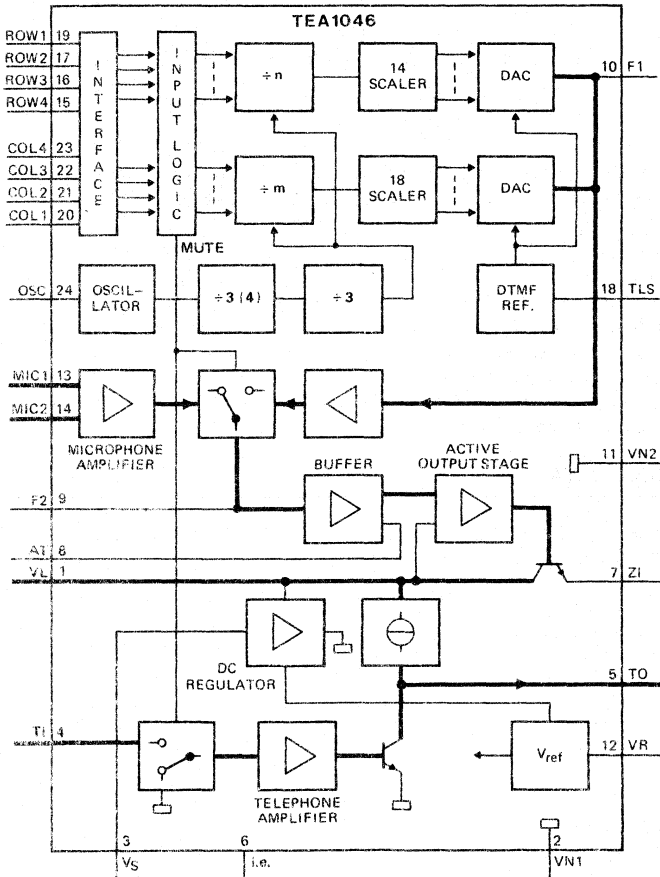 TEA1046
ROW1 19
ROW2 17
ROW3 16
ROW4 15
COL4 23
COL3 22
COL2 21
COL1 20
INTERFACE
INPUT LOGIC
÷n
14 SCALER
DAC
10 F1
÷m
18 SCALER
DAC
MUTE
OSC 24
OSCIL-
LATOR
÷3 (4)
÷3
DTMF
REF.
18 TLS
MIC1 13
MIC2 14
MICROPHONE
AMPLIFIER
11 VN2
BUFFER
ACTIVE
OUTPUT STAGE
F2 9
AT 8
VL 1
7 ZI
DC
REGULATOR
5 TO
TI 4
TELEPHONE
AMPLIFIER
Vref
12 VR
3
VS
6
i.e.
2
VN1